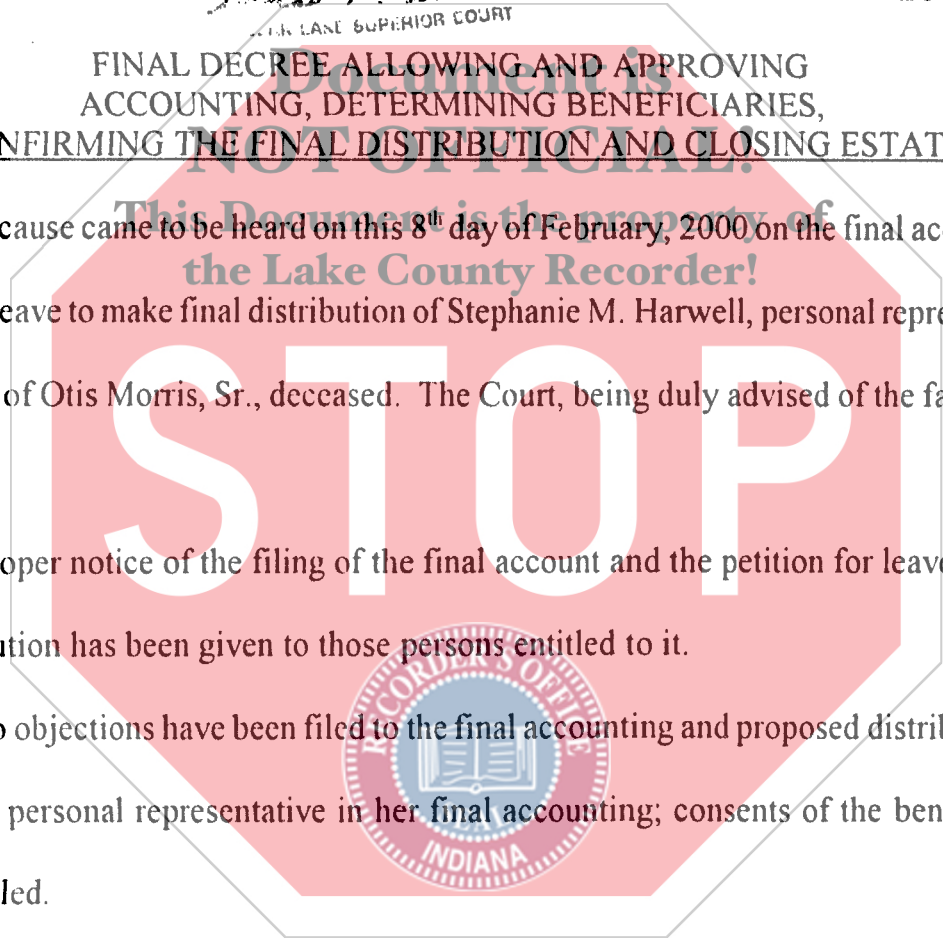 LAKE SUPERIOR COURT
FINAL DECREE ALLOWING AND APPROVING
ACCOUNTING, DETERMINING BENEFICIARIES,
NFIRMING THE FINAL DISTRIBUTION AND CLOSING ESTAT
Document is
NOT OFFICIAL!
This Document is the property of
the Lake County Recorder!
cause came to be heard on this 8th day of February, 2000 on the final ac
eave to make final distribution of Stephanie M. Harwell, personal repre
of Otis Morris, Sr., deceased. The Court, being duly advised of the fa
STOP
oper notice of the filing of the final account and the petition for leave
ution has been given to those persons entitled to it.
o objections have been filed to the final accounting and proposed distril
personal representative in her final accounting; consents of the ben
led.
RECORDER'S OFFICE
INDIANA